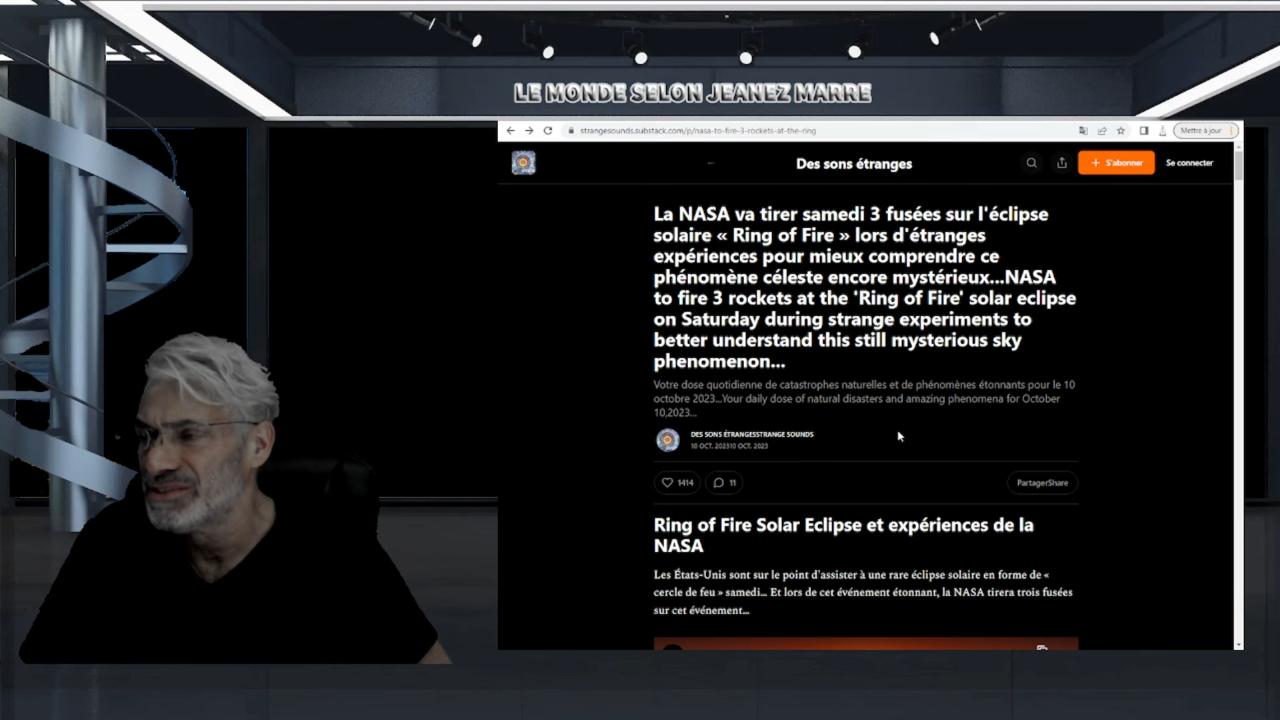 LE MONDE SELON JEANEZ MARRE
strangesounds.substack.com/p/nasa-to-fire-3-rockets-at-the-ring
Mettre à jour
Des sons étranges
S'abonner
Se connecter
La NASA va tirer samedi 3 fusées sur l'éclipse
solaire « Ring of Fire » lors d'étranges
expériences pour mieux comprendre ce
phénomène céleste encore mystérieux...NASA
to fire 3 rockets at the 'Ring of Fire' solar eclipse
on Saturday during strange experiments to
better understand this still mysterious sky
phenomenon...
Votre dose quotidienne de catastrophes naturelles et de phénomènes étonnants pour le 10
octobre 2023...Your daily dose of natural disasters and amazing phenomena for October
10,2023...
DES SONS ÉTRANGESSTRANGE SOUNDS
10 OCT. 202310 OCT. 2023
1414
11
PartagerShare
Ring of Fire Solar Eclipse et expériences de la
NASA
Les États-Unis sont sur le point d'assister à une rare éclipse solaire en forme de «
cercle de feu » samedi... Et lors de cet événement étonnant, la NASA tirera trois fusées
sur cet événement...